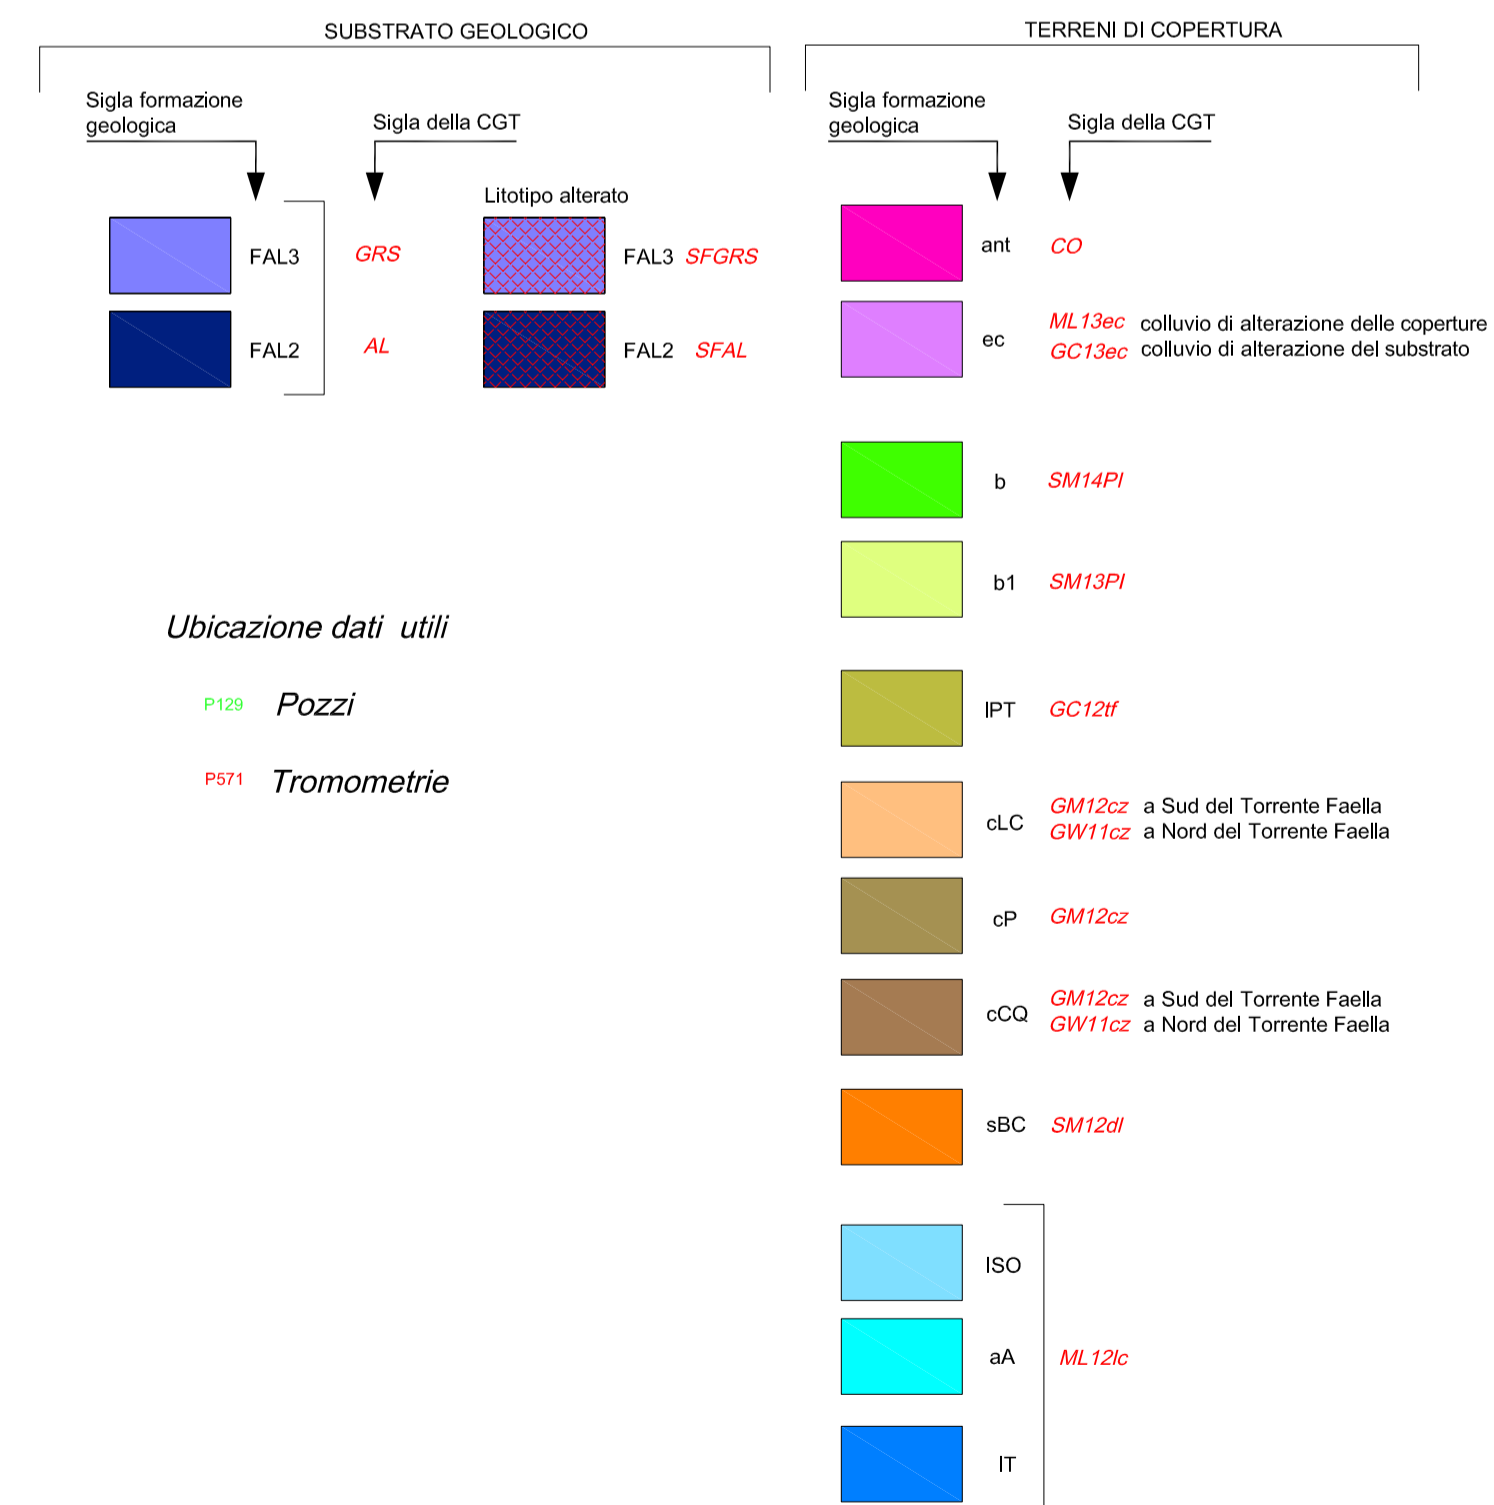 SUBSTRATO GEOLOGICO
Sigla formazione
geologica
Sigla della CGT
Litotipo alterato
FAL3 GRS
FAL3 SFGRS
FAL2 AL
FAL2 SFAL
Ubicazione dati utili
P129 Pozzi
P571 Tromometrie
TERRENI DI COPERTURA
Sigla formazione
geologica
Sigla della CGT
ant CO
ec
ML13ec colluvio di alterazione delle coperture
GC13ec colluvio di alterazione del substrato
b SM14PI
b1 SM13PI
lPT GC12tf
cLC
GM12cz a Sud del Torrente Faella
GW11cz a Nord del Torrente Faella
cP GM12cz
cCQ
GM12cz a Sud del Torrente Faella
GW11cz a Nord del Torrente Faella
sBC SM12dl
lSO
aA ML12lc
lT